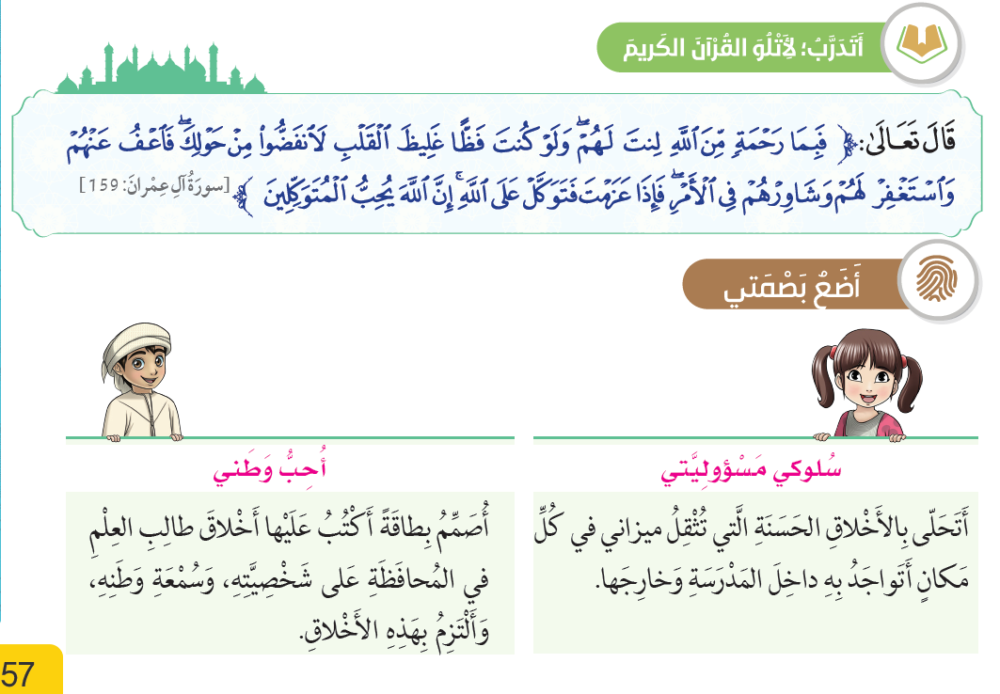 أَتَدَرَّبُ؛ لِأَتْلُوَ القُرْآنَ الكَريمَ
قَالَ تَعَالَىٰ: ﴿ فَبِمَا رَحْمَةٍ مِّنَ ٱللَّهِ لِنتَ لَهُمْۖ وَلَوْ كُنتَ فَظًّا غَلِيظَ ٱلْقَلْبِ لَٱنفَضُّوا۟ مِنْ حَوْلِكَۖ فَٱعْفُ عَنْهُمْ
وَٱسْتَغْفِرْ لَهُمْ وَشَاوِرْهُمْ فِي ٱلْأَمْرِۖ فَإِذَا عَزَمْتَ فَتَوَكَّلْ عَلَى ٱللَّهِۚ إِنَّ ٱللَّهَ يُحِبُّ ٱلْمُتَوَكِّلِينَ ﴾ [سورَةُ آلِ عِمْرانَ: 159]
أَضَعُ بَصْمَتي
سُلوكي مَسْؤولِيَّتي
أَتَحَلّى بِالأَخْلاقِ الحَسَنَةِ الَّتي تُثْقِلُ ميزاني في كُلِّ
مَكانٍ أَتَواجَدُ بِهِ داخِلَ المَدْرَسَةِ وَخارِجَها.
أُحِبُّ وَطَني
أُصَمِّمُ بِطاقَةً أَكْتُبُ عَلَيْها أَخْلاقَ طالِبِ العِلْمِ
في المُحافَظَةِ عَلى شَخْصِيَّتِهِ، وَسُمْعَةِ وَطَنِهِ،
وَأَلْتَزِمُ بِهَذِهِ الأَخْلاقِ.
57